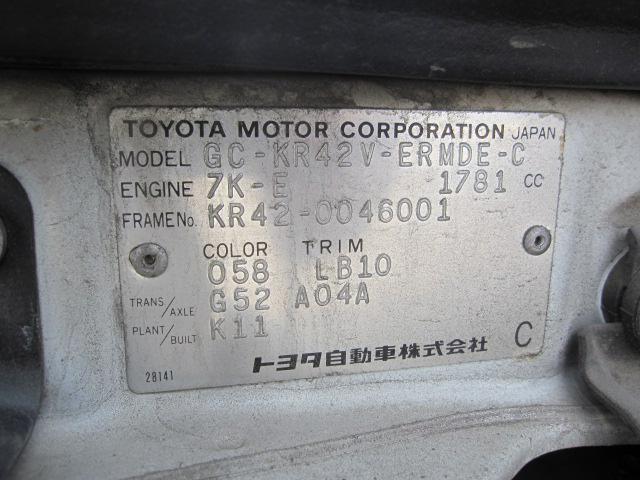 TOYOTA MOTOR CORPORATION JAPAN
MODEL GC-KR42V-ERMDE-C
ENGINE 7K-E 1781 CC
FRAME No. KR42-0046001
COLOR TRIM
058 LB10
TRANS/AXLE G52 A04A
PLANT/BUILT K11
トヨタ自動車株式会社 C
28141